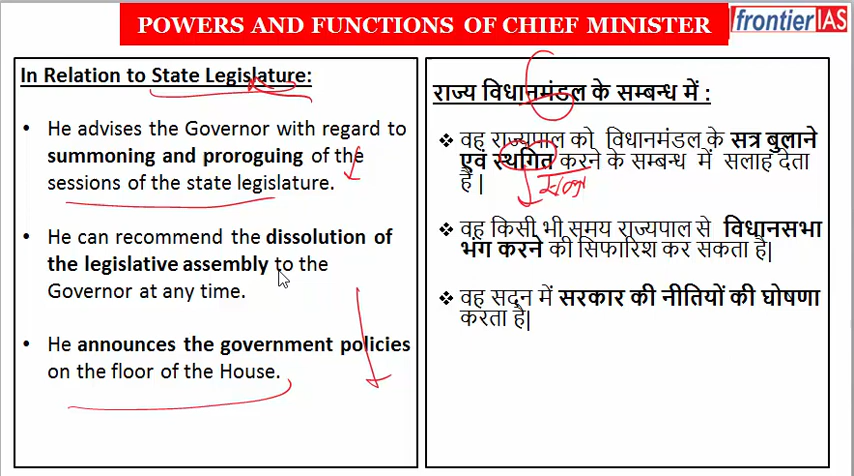 POWERS AND FUNCTIONS OF CHIEF MINISTER
frontier IAS
In Relation to State Legislature:
• He advises the Governor with regard to
summoning and proroguing of the
sessions of the state legislature.
• He can recommend the dissolution of
the legislative assembly to the
Governor at any time.
• He announces the government policies
on the floor of the House.
राज्य विधानमंडल के सम्बन्ध में :
❖ वह राज्यपाल को विधानमंडल के सत्र बुलाने
एवं स्थगित करने के सम्बन्ध में सलाह देता
है |
❖ वह किसी भी समय राज्यपाल से विधानसभा
भंग करने की सिफारिश कर सकता है|
❖ वह सदन में सरकार की नीतियों की घोषणा
करता है|